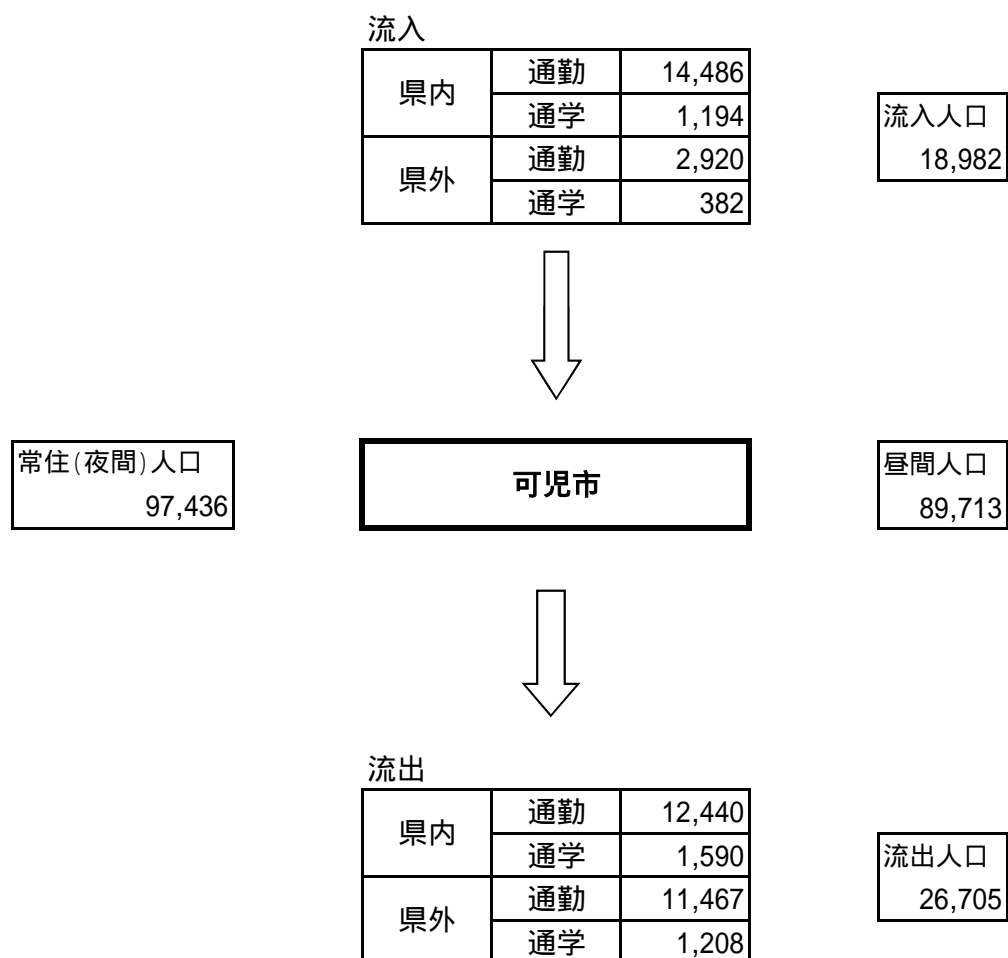 流入
県内 通勤 14,486
通学 1,194
県外 通勤 2,920
通学 382
流入人口
18,982
常住(夜間)人口
97,436
可児市
昼間人口
89,713
流出
県内 通勤 12,440
通学 1,590
県外 通勤 11,467
通学 1,208
流出人口
26,705